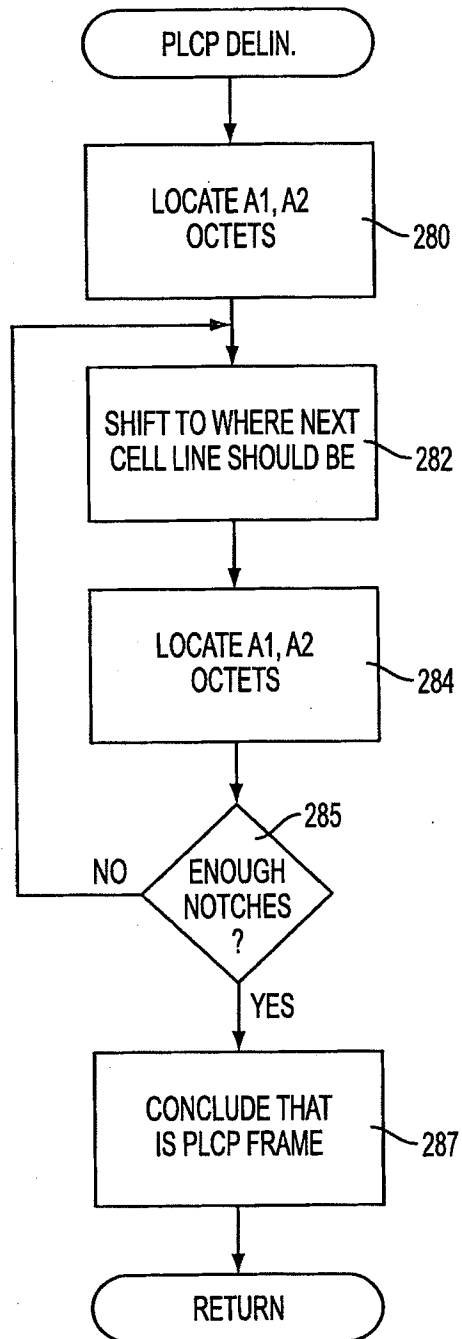 PLCP DELIN.
LOCATE A1, A2
OCTETS
280
SHIFT TO WHERE NEXT
CELL LINE SHOULD BE
282
LOCATE A1, A2
OCTETS
284
285
NO
ENOUGH
NOTCHES
?
YES
CONCLUDE THAT
IS PLCP FRAME
287
RETURN